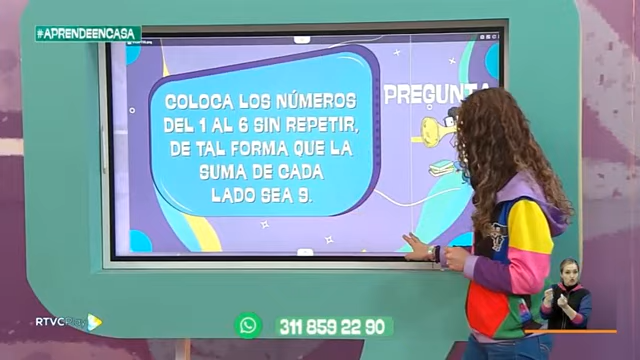 #APRENDEENCASA
PREGUNTA
COLOCA LOS NÚMEROS
DEL 1 AL 6 SIN REPETIR,
DE TAL FORMA QUE LA
SUMA DE CADA
LADO SEA 9.
RTVCPlay
311 859 22 90